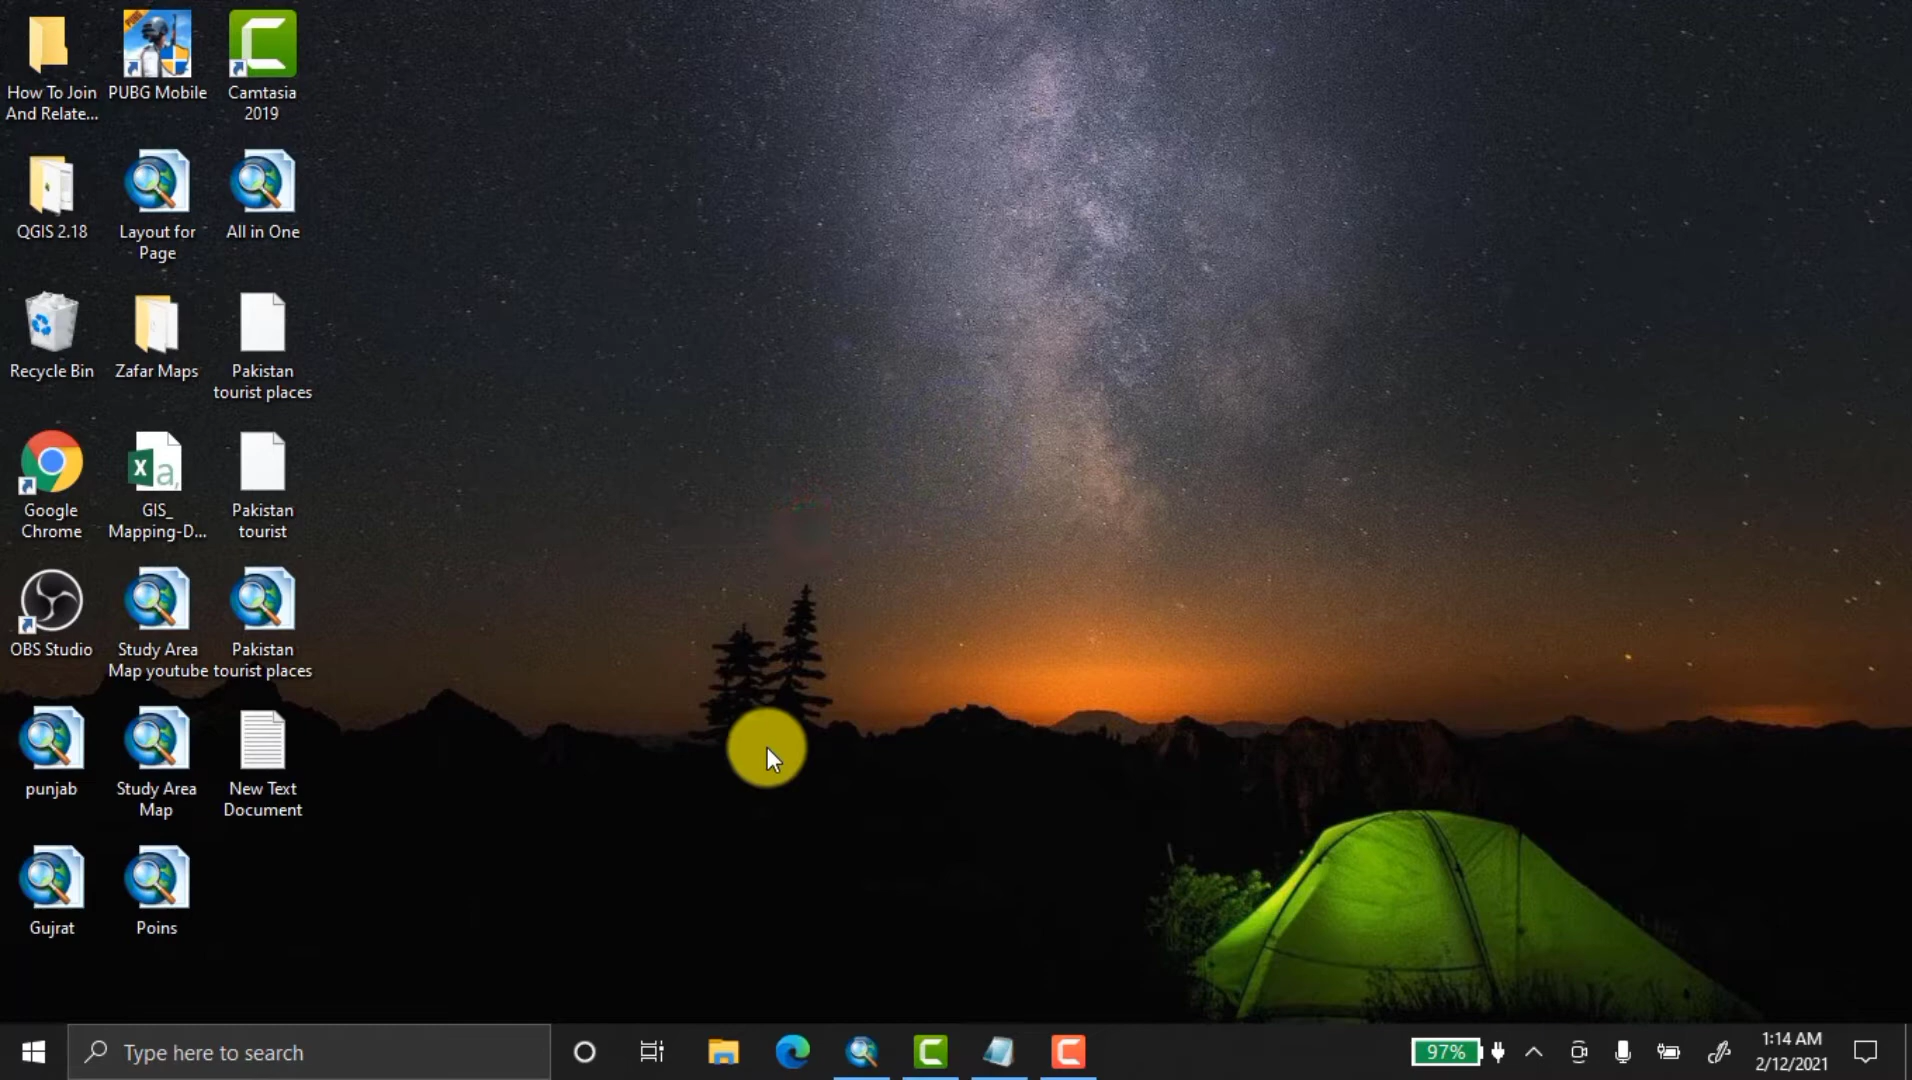 How To Join
And Relate...
PUBG Mobile
Camtasia
2019
QGIS 2.18
Layout for
Page
All in One
Recycle Bin
Zafar Maps
Pakistan
tourist places
Google
Chrome
GIS_
Mapping-D...
Pakistan
tourist
OBS Studio
Study Area
Map youtube
Pakistan
tourist places
punjab
Study Area
Map
New Text
Document
Gujrat
Poins
Type here to search
97%
1:14 AM
2/12/2021